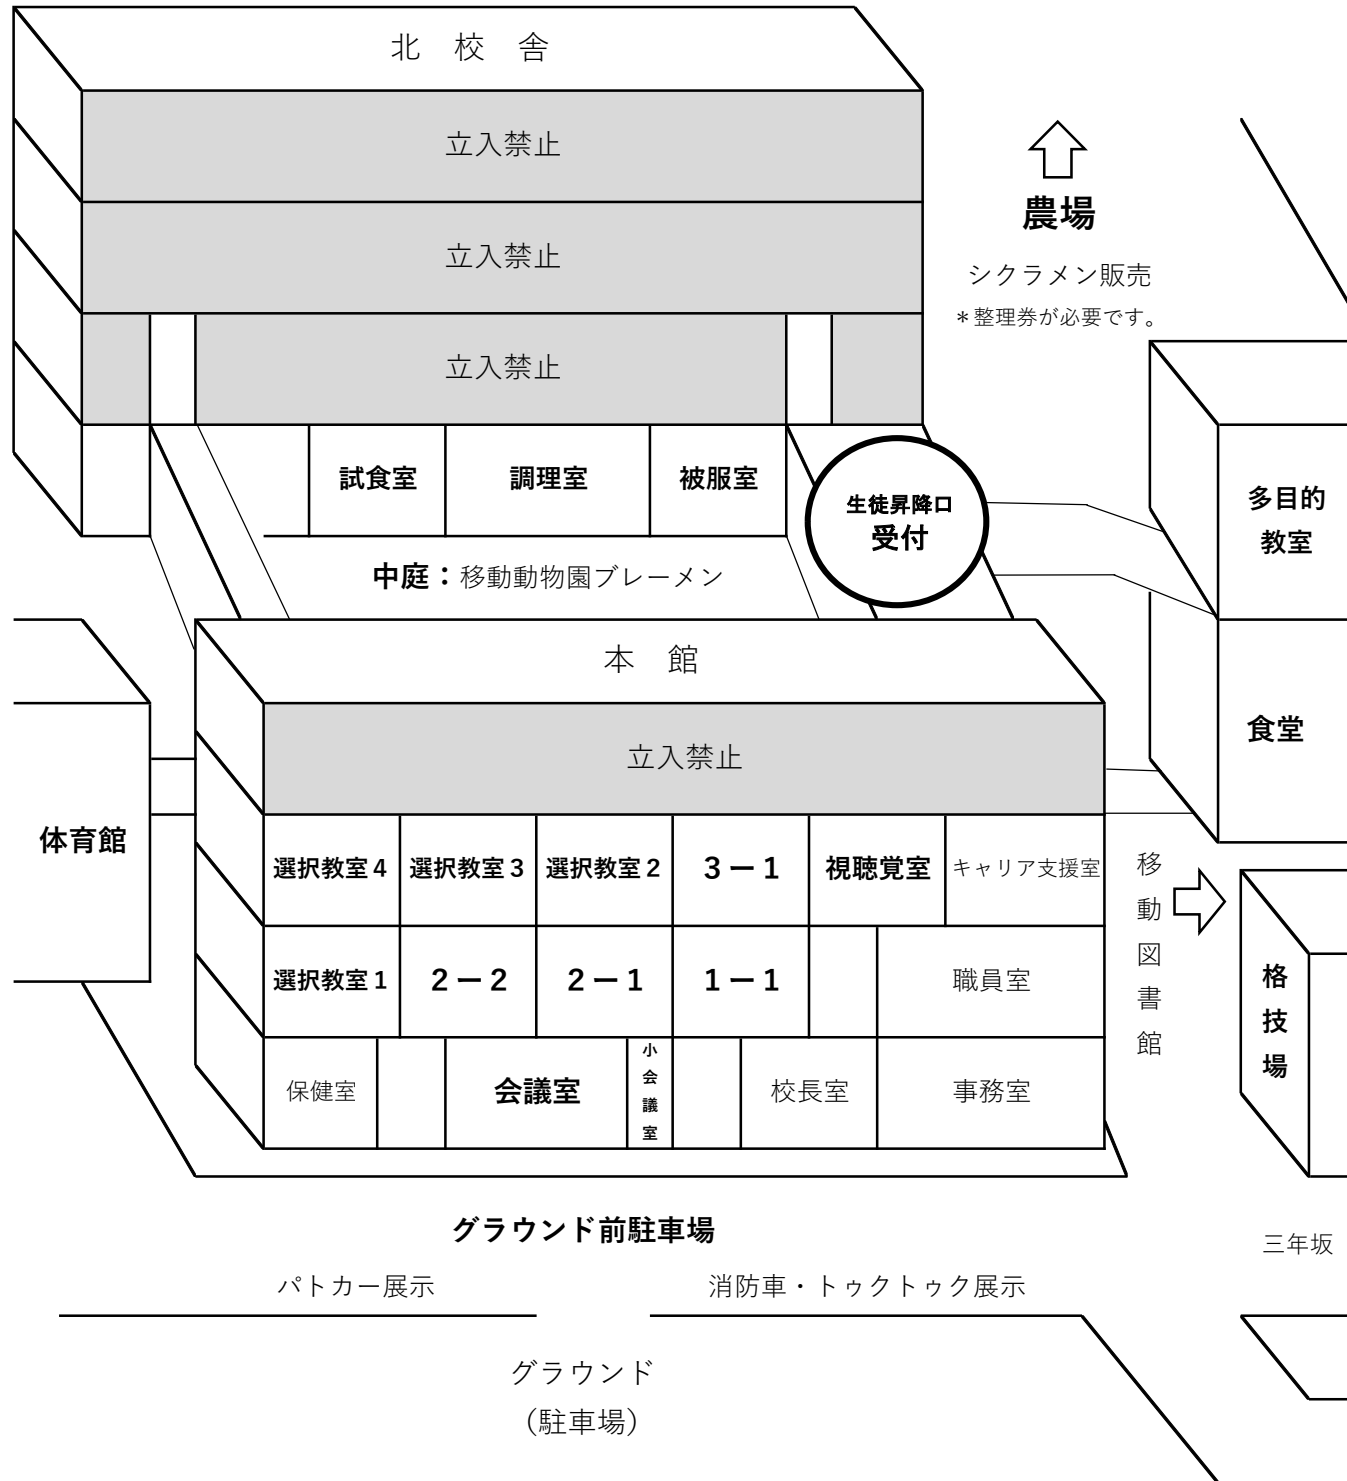 北　校　舎
立入禁止
立入禁止
立入禁止
農場
シクラメン販売
＊整理券が必要です。
試食室
調理室
被服室
生徒昇降口
受付
多目的
教室
中庭：移動動物園ブレーメン
本　館
立入禁止
食堂
体育館
選択教室４
選択教室３
選択教室２
３－１
視聴覚室
キャリア支援室
移動図書館
選択教室１
２－２
２－１
１－１
職員室
格技場
保健室
会議室
小会議室
校長室
事務室
グラウンド前駐車場
三年坂
パトカー展示
消防車・トゥクトゥク展示
グラウンド
（駐車場）